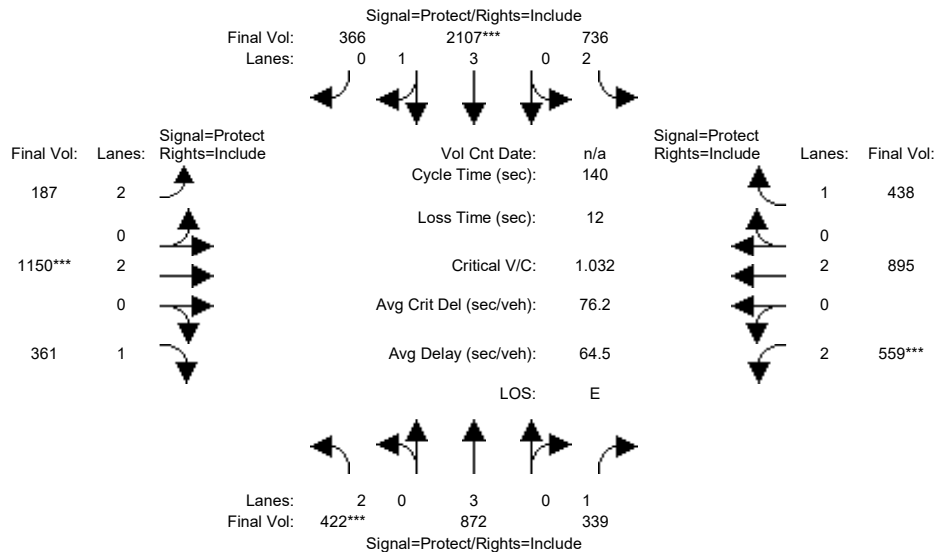 Signal=Protect/Rights=Include
Final Vol: 366 2107*** 736
Lanes: 0 1 3 0 2
Signal=Protect Signal=Protect
Final Vol: Lanes: Rights=Include Vol Cnt Date: n/a Rights=Include Lanes: Final Vol:
Cycle Time (sec): 140
187 2 1 438
Loss Time (sec): 12
0 0
1150*** 2 Critical V/C: 1.032 2 895
0 Avg Crit Del (sec/veh): 76.2 0
361 1 Avg Delay (sec/veh): 64.5 2 559***
LOS: E
Lanes: 2 0 3 0 1
Final Vol: 422*** 872 339
Signal=Protect/Rights=Include